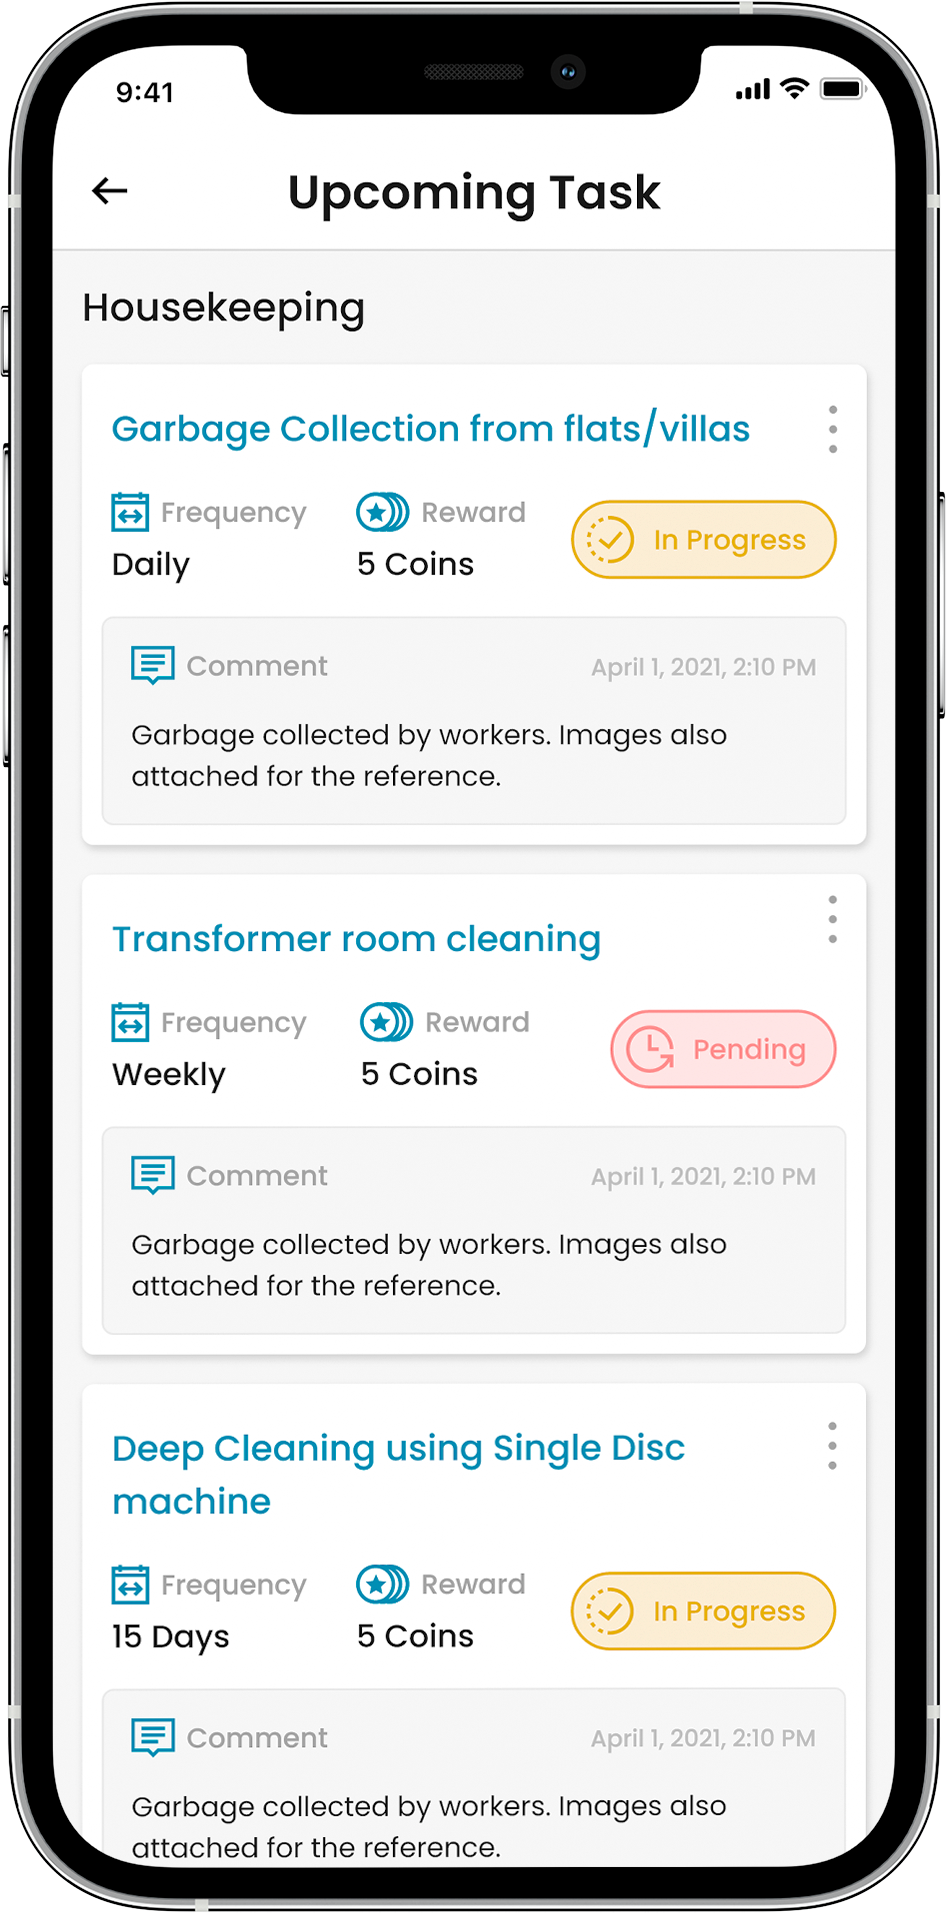 9:41
Upcoming Task
Housekeeping
Garbage Collection from flats/villas
Frequency
Reward
Daily
5 Coins
In Progress
Comment
April 1, 2021, 2:10 PM
Garbage collected by workers. Images also
attached for the reference.
Transformer room cleaning
Frequency
Reward
Weekly
5 Coins
Pending
Comment
April 1, 2021, 2:10 PM
Garbage collected by workers. Images also
attached for the reference.
Deep Cleaning using Single Disc
machine
Frequency
Reward
15 Days
5 Coins
In Progress
Comment
April 1, 2021, 2:10 PM
Garbage collected by workers. Images also
attached for the reference.